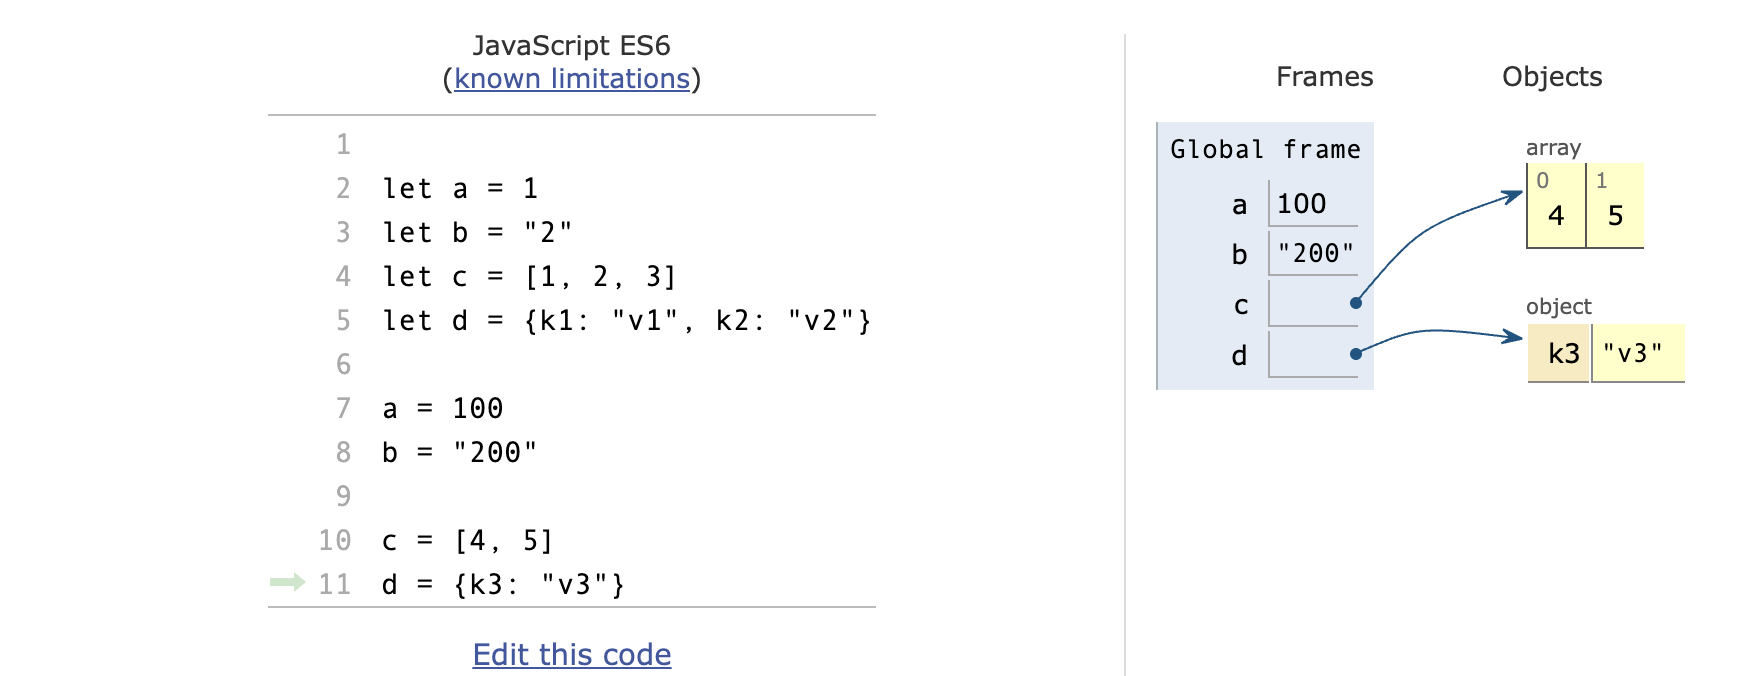 JavaScript ES6
(known limitations)
1
2 let a = 1
3 let b = "2"
4 let c = [1, 2, 3]
5 let d = {k1: "v1", k2: "v2"}
6
7 a = 100
8 b = "200"
9
10 c = [4, 5]
11 d = {k3: "v3"}
Edit this code
Frames Objects
Global frame
a 100
b "200"
c
d
array
0 1
4 5
object
k3 "v3"